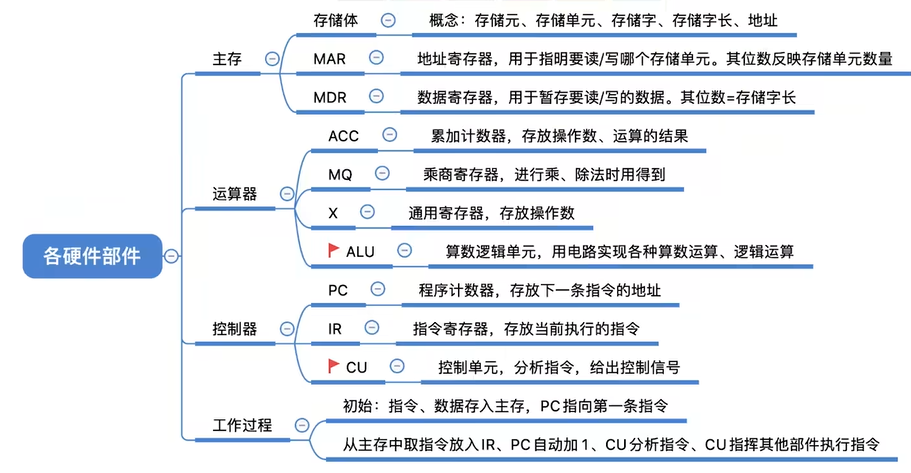 各硬件部件
主存
存储体
概念：存储元、存储单元、存储字、存储字长、地址
MAR
地址寄存器，用于指明要读/写哪个存储单元。其位数反映存储单元数量
MDR
数据寄存器，用于暂存要读/写的数据。其位数=存储字长
运算器
ACC
累加计数器，存放操作数、运算的结果
MQ
乘商寄存器，进行乘、除法时用得到
X
通用寄存器，存放操作数
ALU
算数逻辑单元，用电路实现各种算数运算、逻辑运算
控制器
PC
程序计数器，存放下一条指令的地址
IR
指令寄存器，存放当前执行的指令
CU
控制单元，分析指令，给出控制信号
工作过程
初始：指令、数据存入主存，PC指向第一条指令
从主存中取指令放入IR、PC自动加1、CU分析指令、CU指挥其他部件执行指令